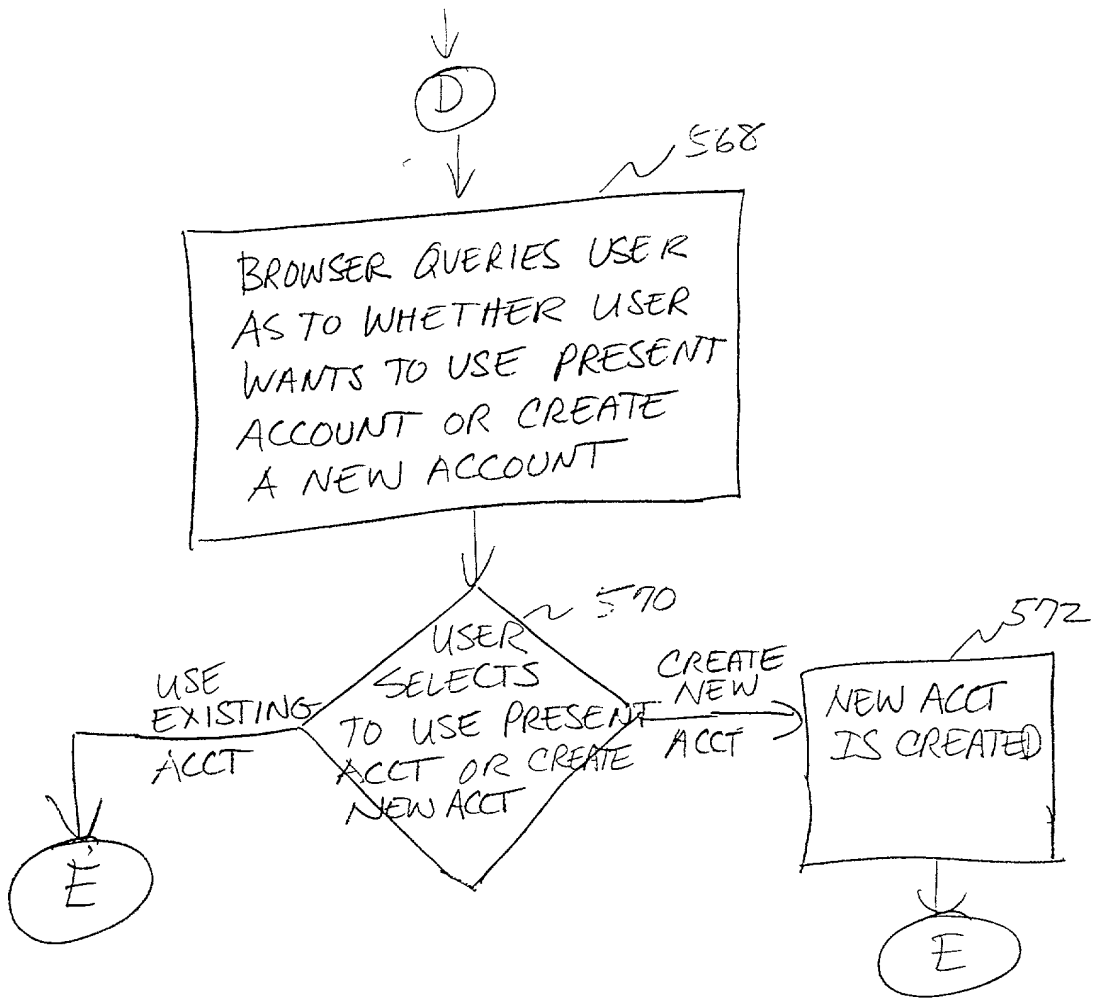 D
568
BROWSER QUERIES USER
AS TO WHETHER USER
WANTS TO USE PRESENT
ACCOUNT OR CREATE
A NEW ACCOUNT
570
USER
SELECTS
TO USE PRESENT
ACCT OR CREATE
NEW ACCT
USE
EXISTING
ACCT
E
CREATE
NEW
ACCT
572
NEW ACCT
IS CREATED
E